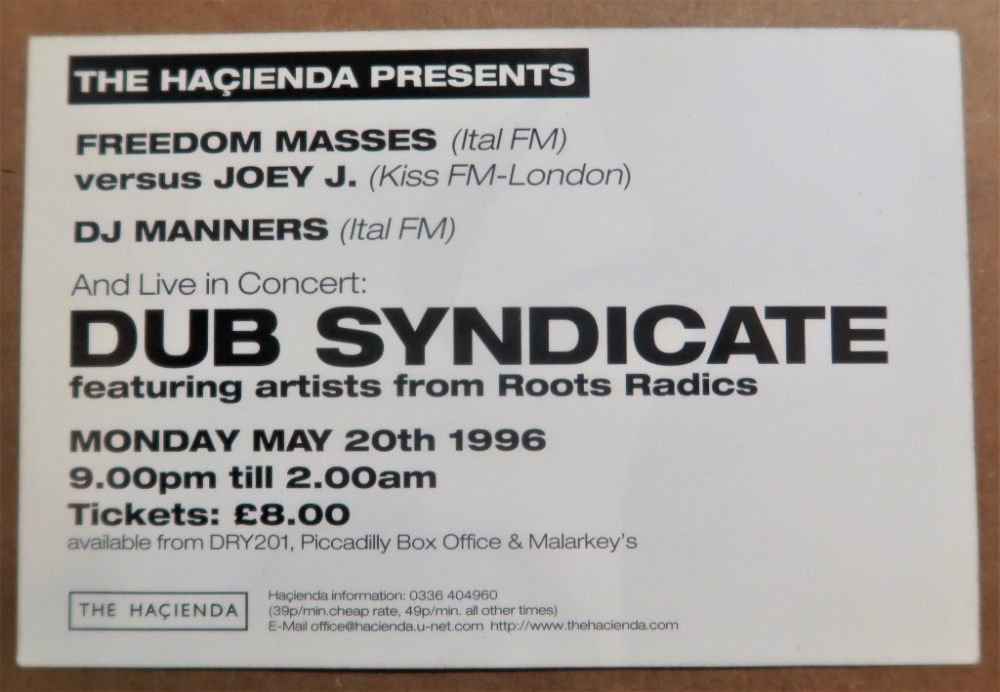 THE HAÇIENDA PRESENTS
FREEDOM MASSES (Ital FM)
versus JOEY J. (Kiss FM-London)
DJ MANNERS (Ital FM)
And Live in Concert:
DUB SYNDICATE
featuring artists from Roots Radics
MONDAY MAY 20th 1996
9.00pm till 2.00am
Tickets: £8.00
available from DRY201, Piccadilly Box Office & Malarkey's
THE HAÇIENDA
Haçienda information: 0336 404960
(39p/min.cheap rate, 49p/min. all other times)
E-Mail office@hacienda.u-net.com http://www.thehacienda.com